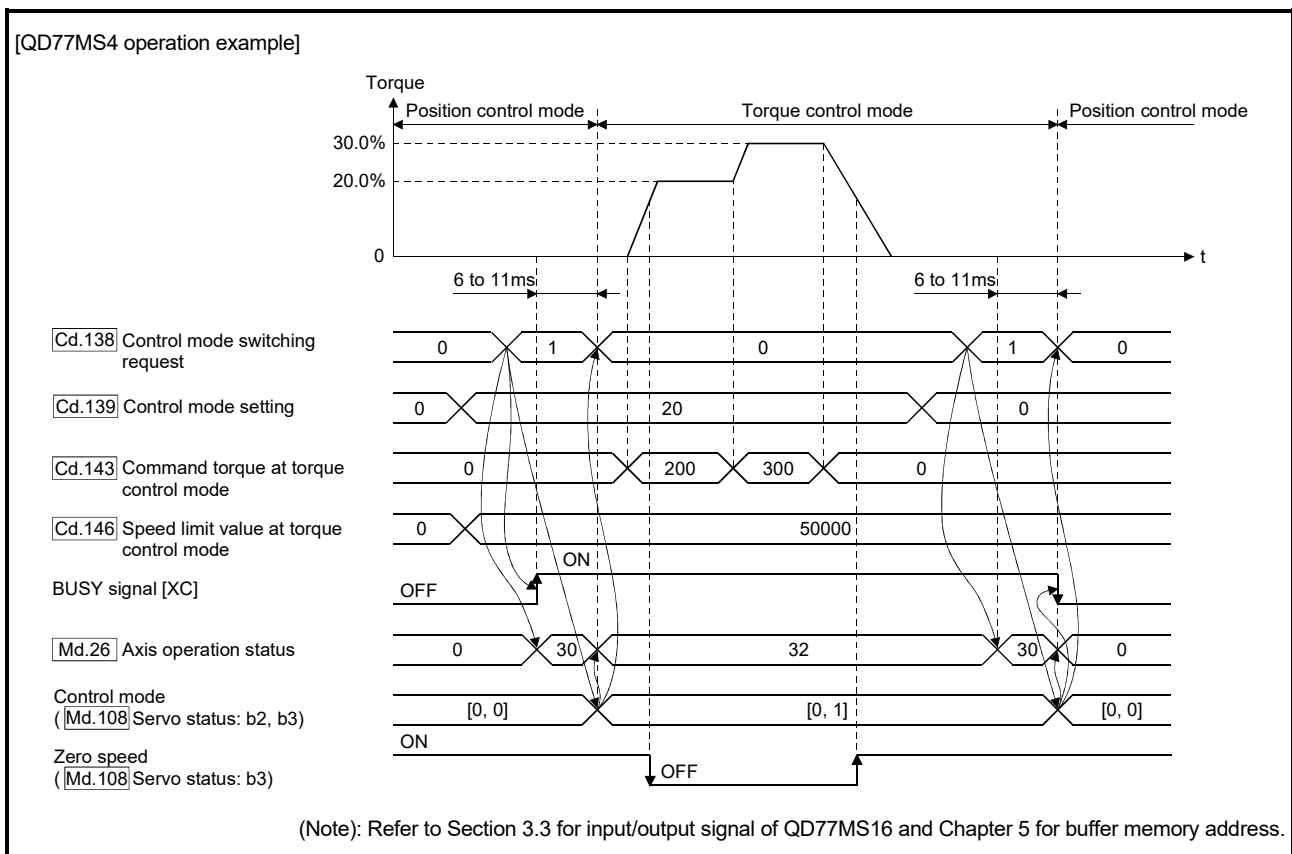 [QD77MS4 operation example]
Torque
Position control mode
Torque control mode
Position control mode
30.0%
20.0%
0
t
6 to 11ms
6 to 11ms
Cd.138 Control mode switching
request
0
1
0
1
0
Cd.139 Control mode setting
0
20
0
Cd.143 Command torque at torque
control mode
0
200
300
0
Cd.146 Speed limit value at torque
control mode
0
50000
BUSY signal [XC]
OFF
ON
Md.26 Axis operation status
0
30
32
30
0
Control mode
( Md.108 Servo status: b2, b3)
[0, 0]
[0, 1]
[0, 0]
Zero speed
( Md.108 Servo status: b3)
ON
OFF
(Note): Refer to Section 3.3 for input/output signal of QD77MS16 and Chapter 5 for buffer memory address.